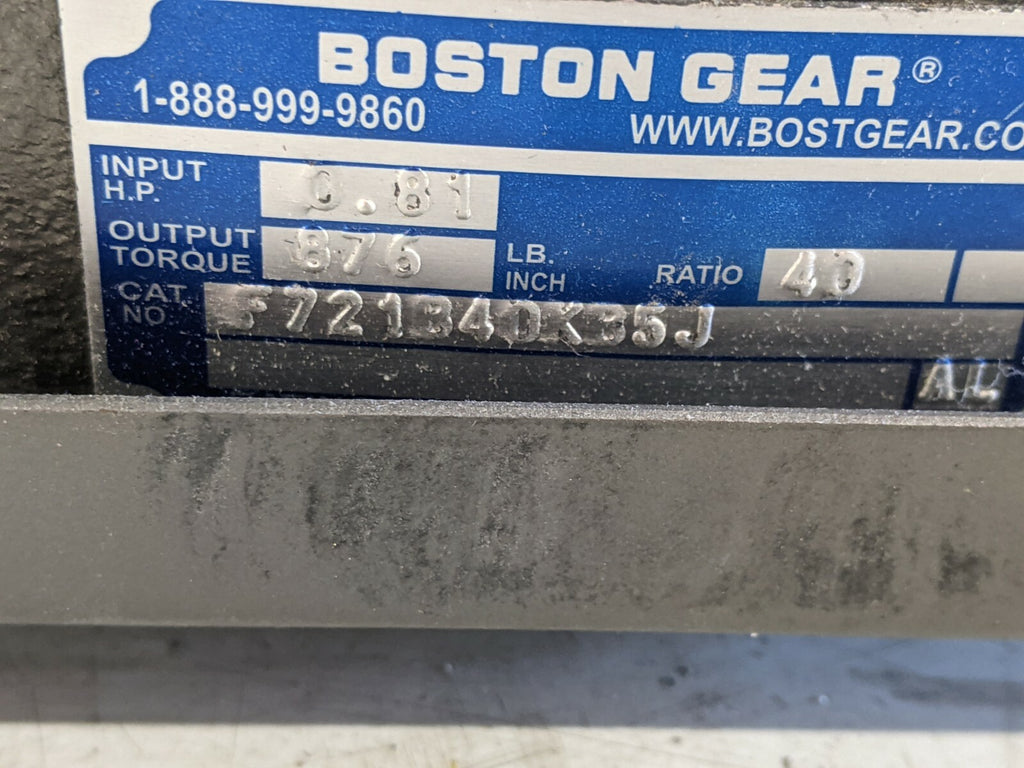 BOSTON GEAR®
1-888-999-9860
WWW.BOSTGEAR.CO
INPUT H.P. 0.81
OUTPUT TORQUE 876 LB. INCH RATIO 40
CAT. NO. F721B40K35J
AL